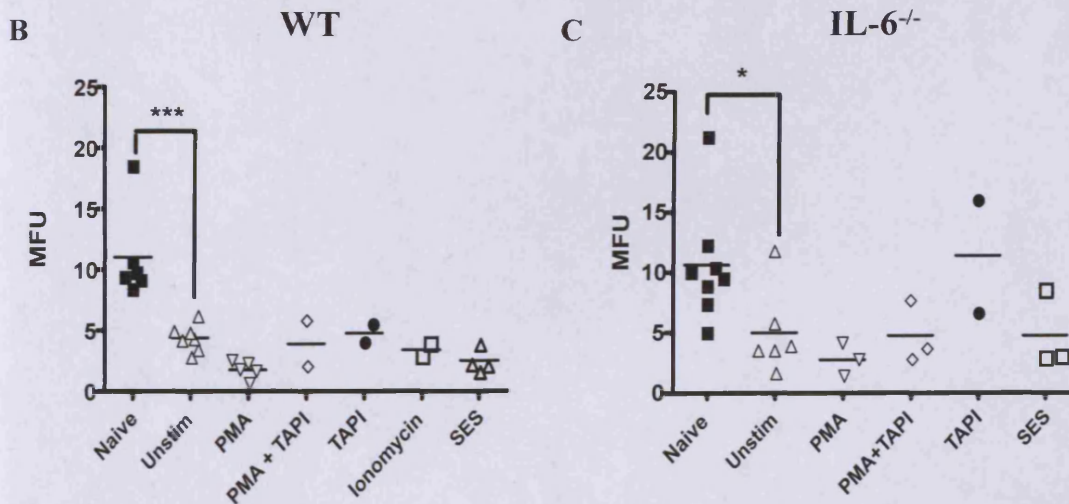 B
WT
25
20
15
10
5
0
MFU
***
Naive
Unstim
PMA
PMA + TAPI
TAPI
Ionomycin
SES
C
IL-6-/-
25
20
15
10
5
0
MFU
*
Naive
Unstim
PMA
PMA+TAPI
TAPI
SES